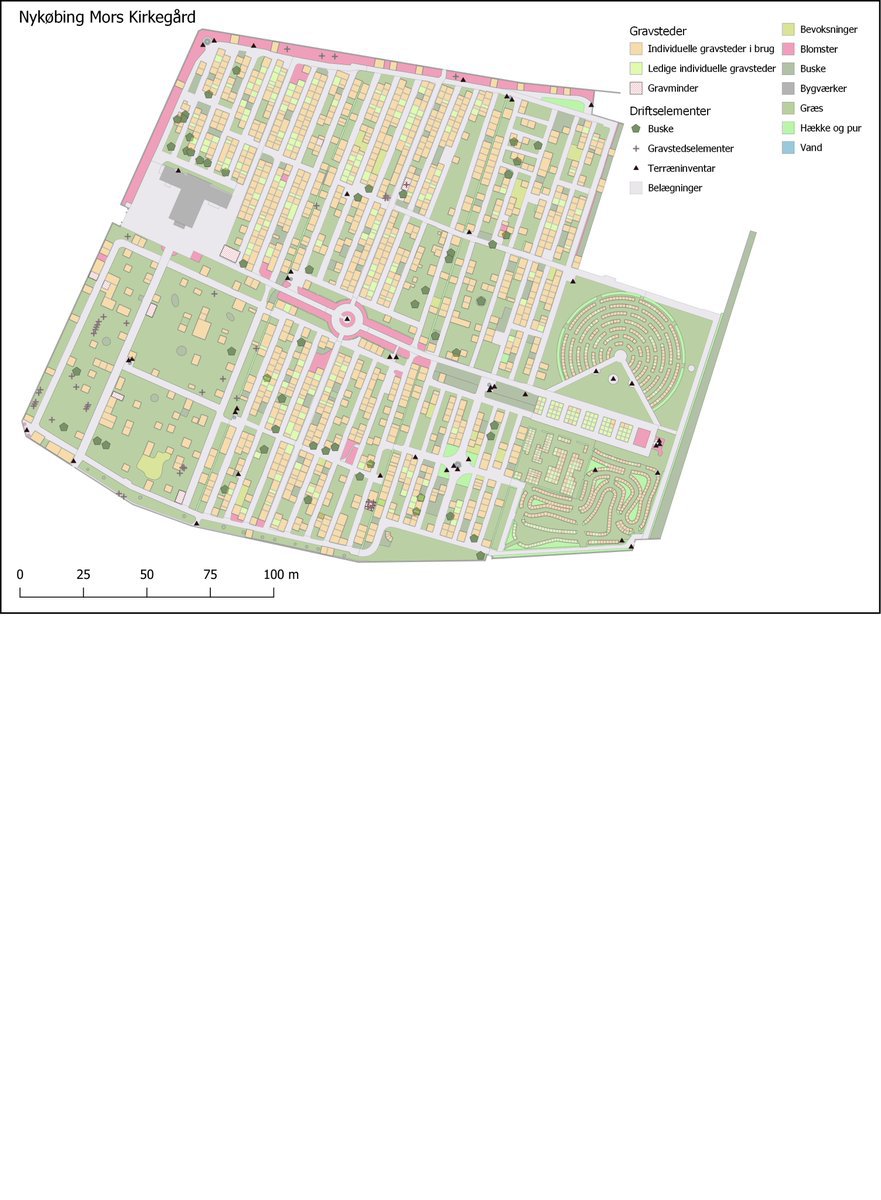 Nykøbing Mors Kirkegård
Gravsteder
Individuelle gravsteder i brug
Ledige individuelle gravsteder
Gravminder
Driftselementer
Buske
Gravstedselementer
Terræninventar
Belægninger
Bevoksninger
Blomster
Buske
Bygværker
Græs
Hække og pur
Vand
0 25 50 75 100 m